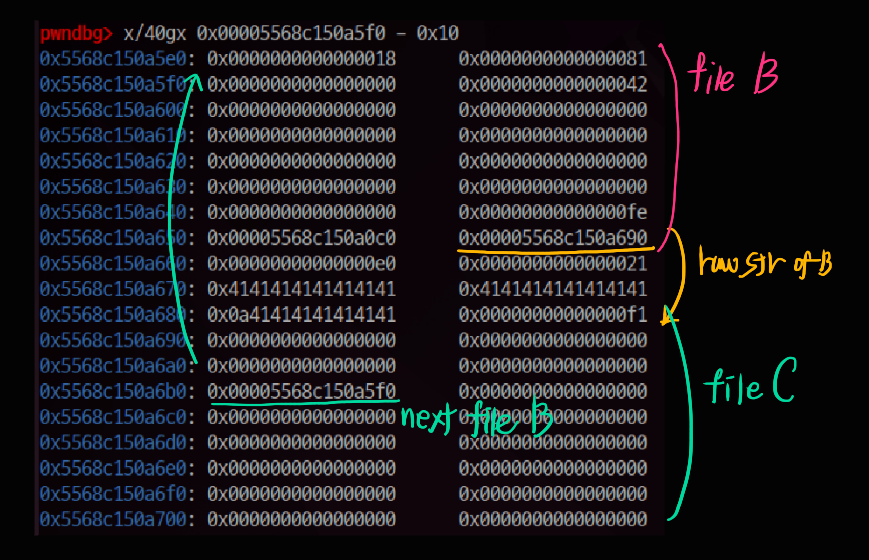 pwndbg> x/40gx 0x00005568c150a5f0 - 0x10
0x5568c150a5e0: 0x0000000000000018 0x0000000000000081
file B
0x5568c150a5f0: 0x0000000000000000 0x0000000000000042
0x5568c150a600: 0x0000000000000000 0x0000000000000000
0x5568c150a610: 0x0000000000000000 0x0000000000000000
0x5568c150a620: 0x0000000000000000 0x0000000000000000
0x5568c150a630: 0x0000000000000000 0x0000000000000000
0x5568c150a640: 0x0000000000000000 0x00000000000000fe
0x5568c150a650: 0x00005568c150a0c0 0x00005568c150a690
0x5568c150a660: 0x00000000000000e0 0x0000000000000021
raw str of B
0x5568c150a670: 0x4141414141414141 0x4141414141414141
0x5568c150a680: 0x0a41414141414141 0x00000000000000f1
0x5568c150a690: 0x0000000000000000 0x0000000000000000
0x5568c150a6a0: 0x0000000000000000 0x0000000000000000
0x5568c150a6b0: 0x00005568c150a5f0 0x0000000000000000
file C
0x5568c150a6c0: 0x0000000000000000 0x0000000000000000
next file B
0x5568c150a6d0: 0x0000000000000000 0x0000000000000000
0x5568c150a6e0: 0x0000000000000000 0x0000000000000000
0x5568c150a6f0: 0x0000000000000000 0x0000000000000000
0x5568c150a700: 0x0000000000000000 0x0000000000000000